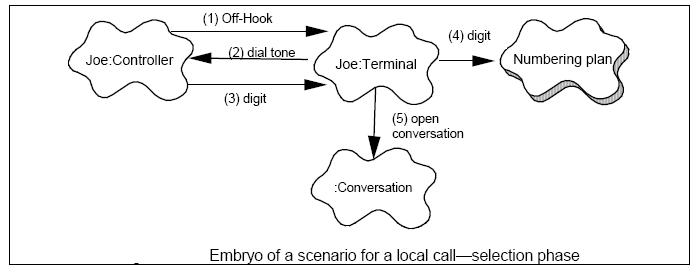 (1) Off-Hook
(4) digit
(2) dial tone
Joe:Controller
Joe:Terminal
Numbering plan
(3) digit
(5) open
conversation
:Conversation
Embryo of a scenario for a local call—selection phase